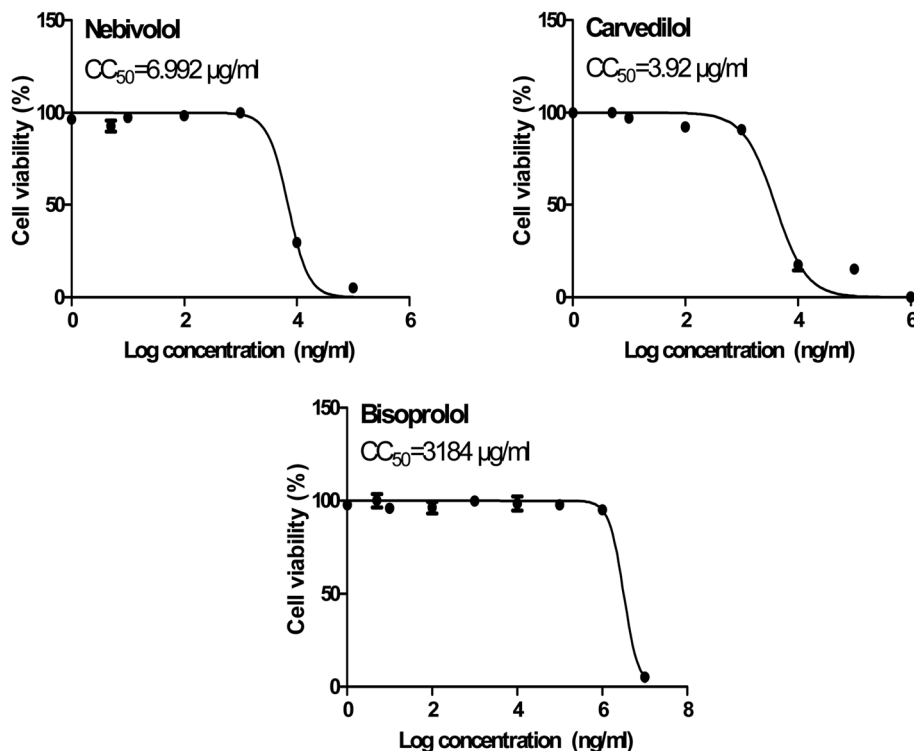 Nebivolol
CC50=6.992 µg/ml
150
100
50
0
Cell viability (%)
0 2 4 6
Log concentration (ng/ml)
Carvedilol
CC50=3.92 µg/ml
150
100
50
0
Cell viability (%)
0 2 4 6
Log concentration (ng/ml)
Bisoprolol
CC50=3184 µg/ml
150
100
50
0
Cell viability (%)
0 2 4 6 8
Log concentration (ng/ml)